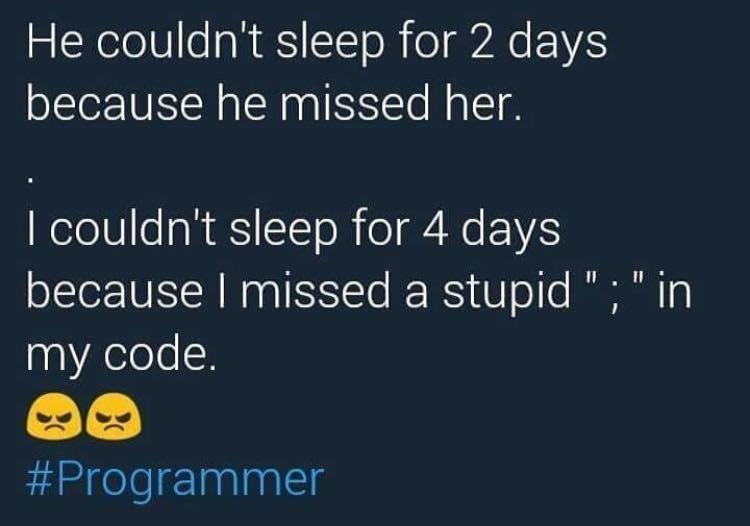 He couldn't sleep for 2 days
because he missed her.
.
I couldn't sleep for 4 days
because I missed a stupid " ; " in
my code.
😠😠
#Programmer